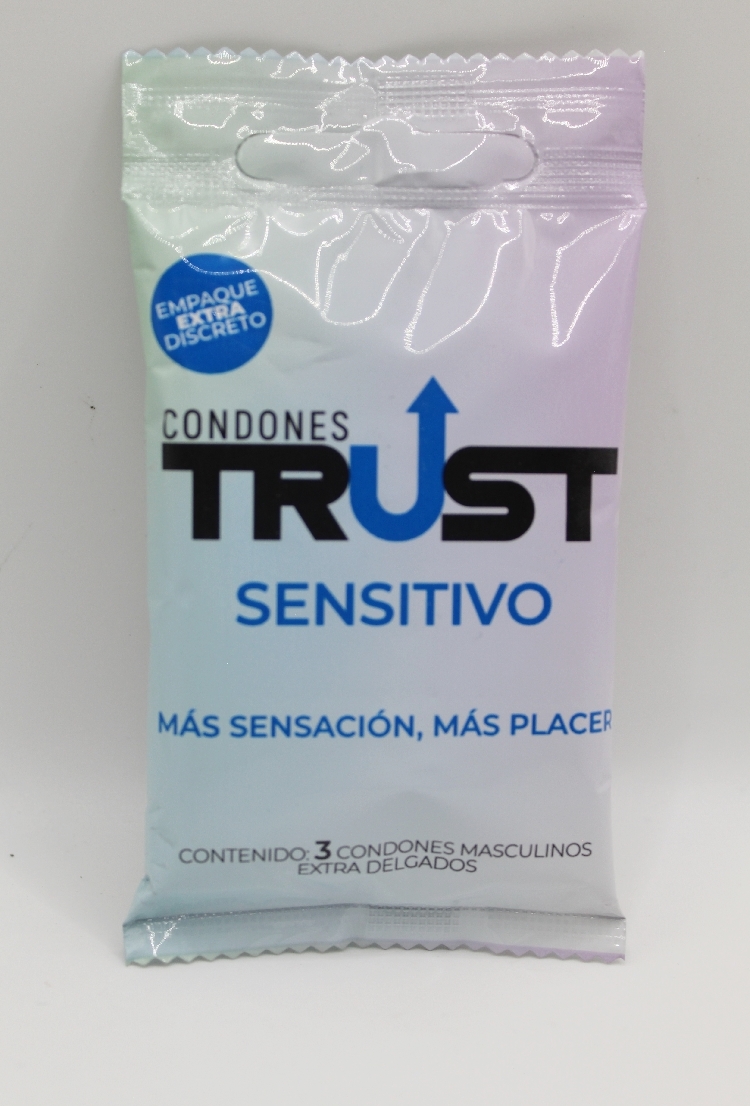 EMPAQUE
EXTRA
DISCRETO
CONDONES
TRUST
SENSITIVO
MÁS SENSACIÓN, MÁS PLACER
CONTENIDO: 3 CONDONES MASCULINOS
EXTRA DELGADOS